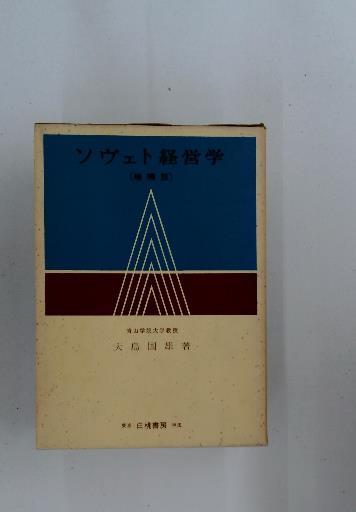 ソヴェト経営学
(増補版)
青山学院大学教授
大島国雄著
東京 白桃書房 神田